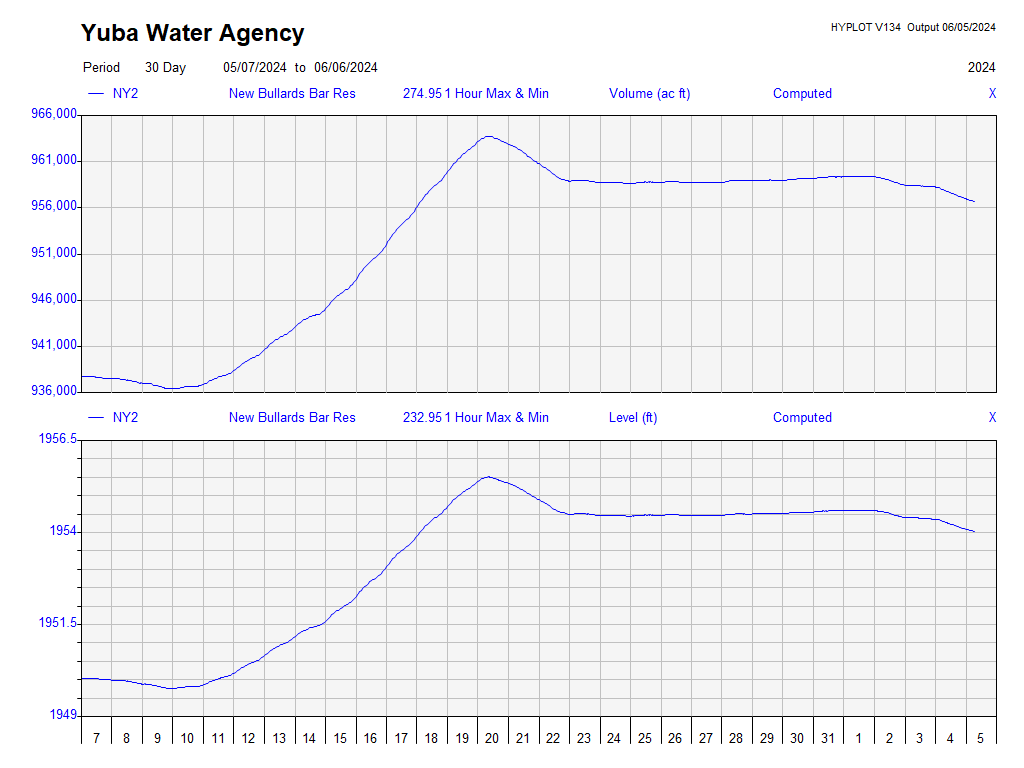 Yuba Water Agency
HYPLOT V134 Output 06/05/2024
Period 30 Day 05/07/2024 to 06/06/2024 2024
NY2 New Bullards Bar Res 274.95 1 Hour Max & Min Volume (ac ft) Computed X
966,000
961,000
956,000
951,000
946,000
941,000
936,000
NY2 New Bullards Bar Res 232.95 1 Hour Max & Min Level (ft) Computed X
1956.5
1954
1951.5
1949
7 8 9 10 11 12 13 14 15 16 17 18 19 20 21 22 23 24 25 26 27 28 29 30 31 1 2 3 4 5